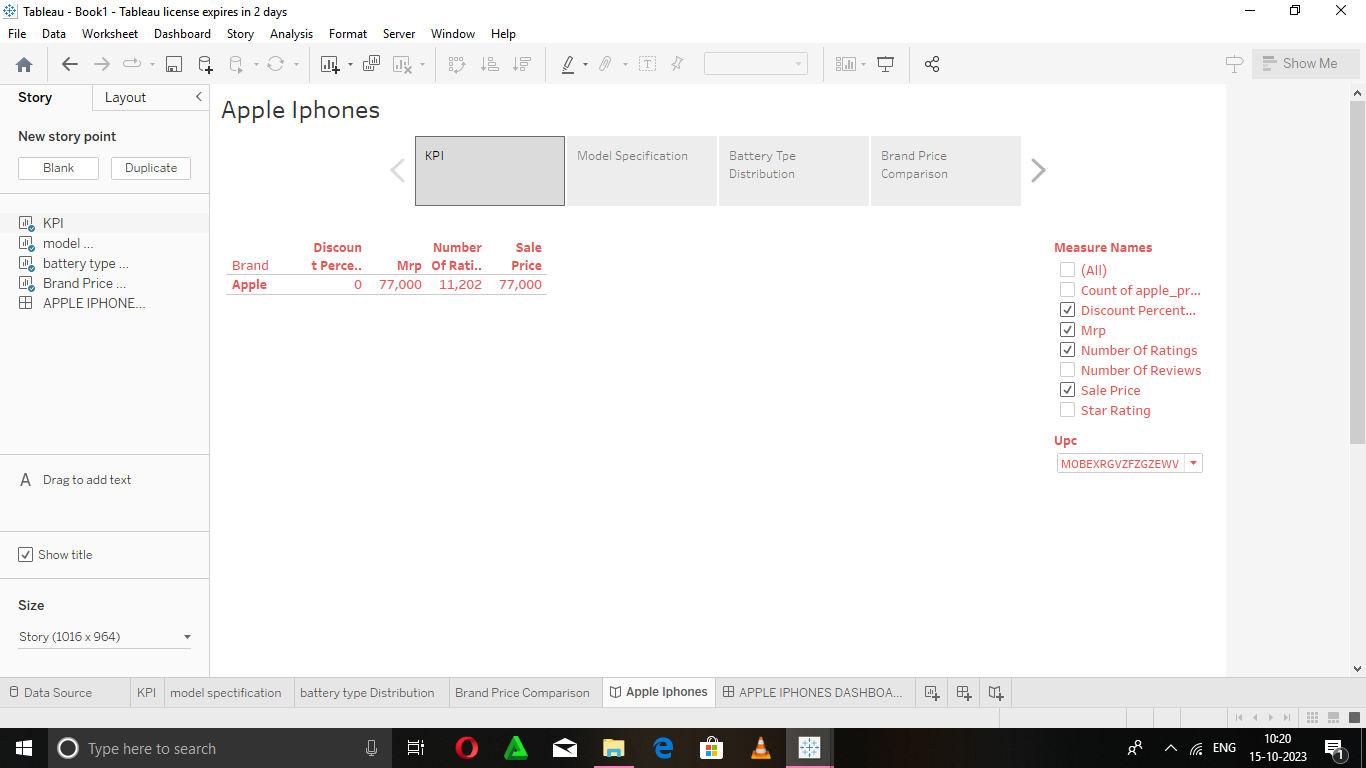 Tableau - Book1 - Tableau license expires in 2 days
File Data Worksheet Dashboard Story Analysis Format Server Window Help
Show Me
Story Layout
New story point
Blank Duplicate
KPI
model ...
battery type ...
Brand Price ...
APPLE IPHONE...
A Drag to add text
Show title
Size
Story (1016 x 964)
Apple Iphones
KPI
Model Specification
Battery Tpe
Distribution
Brand Price
Comparison
Discoun Number Sale
Brand t Perce.. Mrp Of Rati.. Price
Apple 0 77,000 11,202 77,000
Measure Names
(All)
Count of apple_pr...
Discount Percent...
Mrp
Number Of Ratings
Number Of Reviews
Sale Price
Star Rating
Upc
MOBEXRGVZFZGZEWV
Data Source KPI model spectification battery type Distribution Brand Price Comparison Apple Iphones APPLE IPHONES DASHBOA...
Type here to search
ENG
10:20
15-10-2023
1